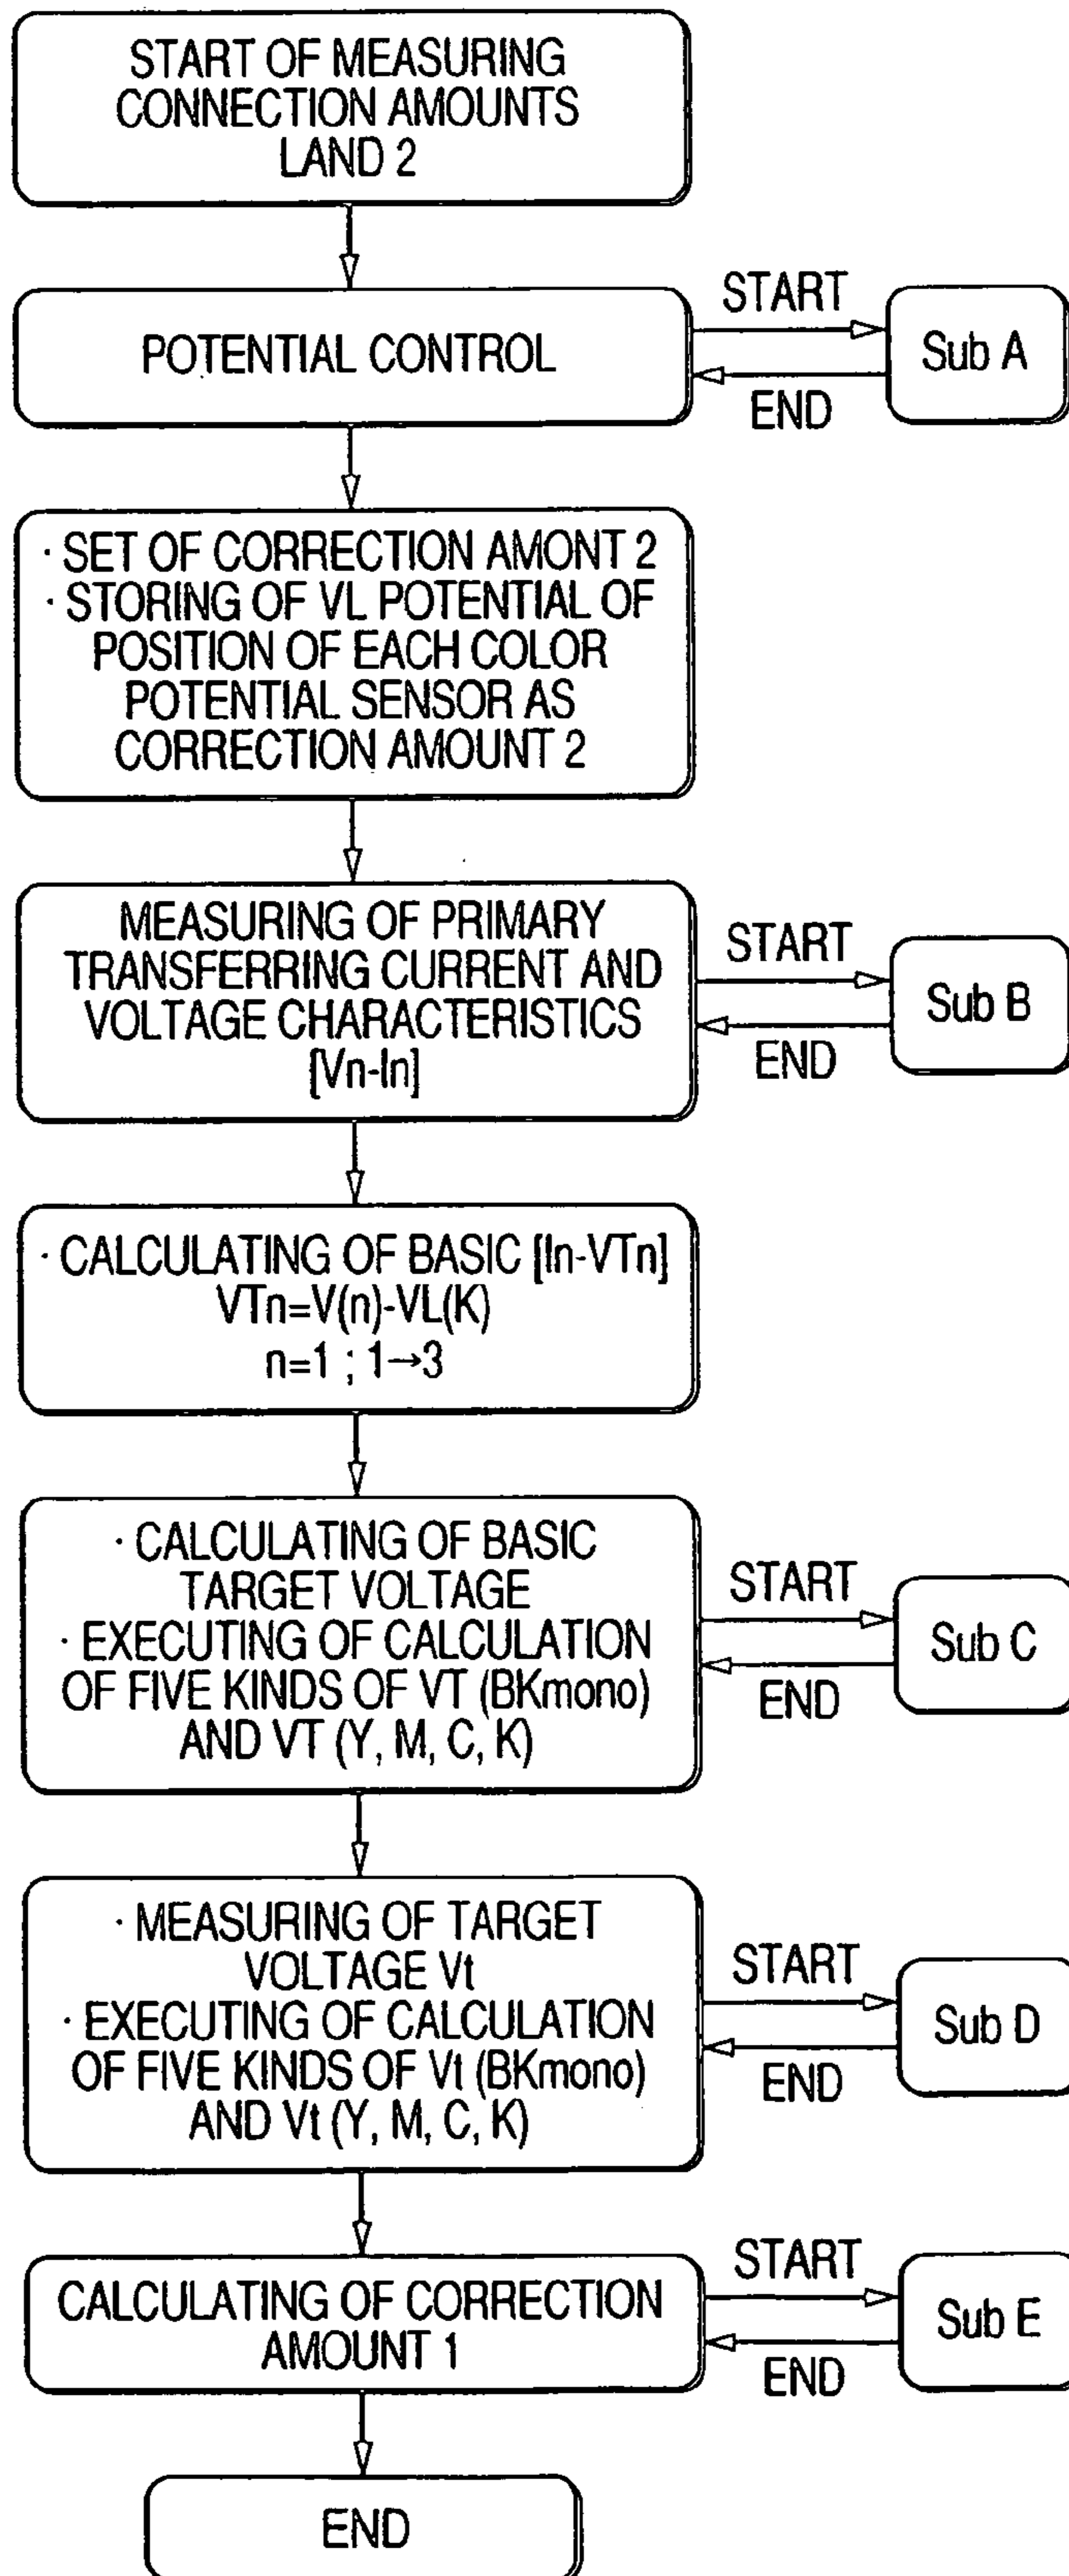 START OF MEASURING
CONNECTION AMOUNTS
LAND 2
POTENTIAL CONTROL
START
END
Sub A
· SET OF CORRECTION AMONT 2
· STORING OF VL POTENTIAL OF
POSITION OF EACH COLOR
POTENTIAL SENSOR AS
CORRECTION AMOUNT 2
MEASURING OF PRIMARY
TRANSFERRING CURRENT AND
VOLTAGE CHARACTERISTICS
[Vn-In]
START
END
Sub B
· CALCULATING OF BASIC [In-VTn]
VTn=V(n)-VL(K)
n=1 ; 1→3
· CALCULATING OF BASIC
TARGET VOLTAGE
· EXECUTING OF CALCULATION
OF FIVE KINDS OF VT (BKmono)
AND VT (Y, M, C, K)
START
END
Sub C
· MEASURING OF TARGET
VOLTAGE Vt
· EXECUTING OF CALCULATION
OF FIVE KINDS OF Vt (BKmono)
AND Vt (Y, M, C, K)
START
END
Sub D
CALCULATING OF CORRECTION
AMOUNT 1
START
END
Sub E
END